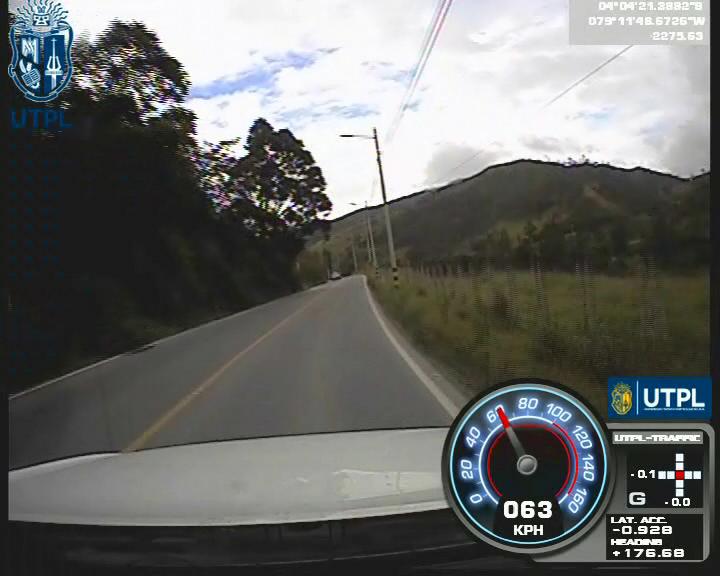 04°04'21.3882"S
079°11'48.6726"W
2275.63
UTPL
UTPL
UTPL-TRAFFIC
0 20 40 60 80 100 120 140 160
063
KPH
-0.1
G -0.0
LAT. ACC.
-0.928
HEADING
+176.68